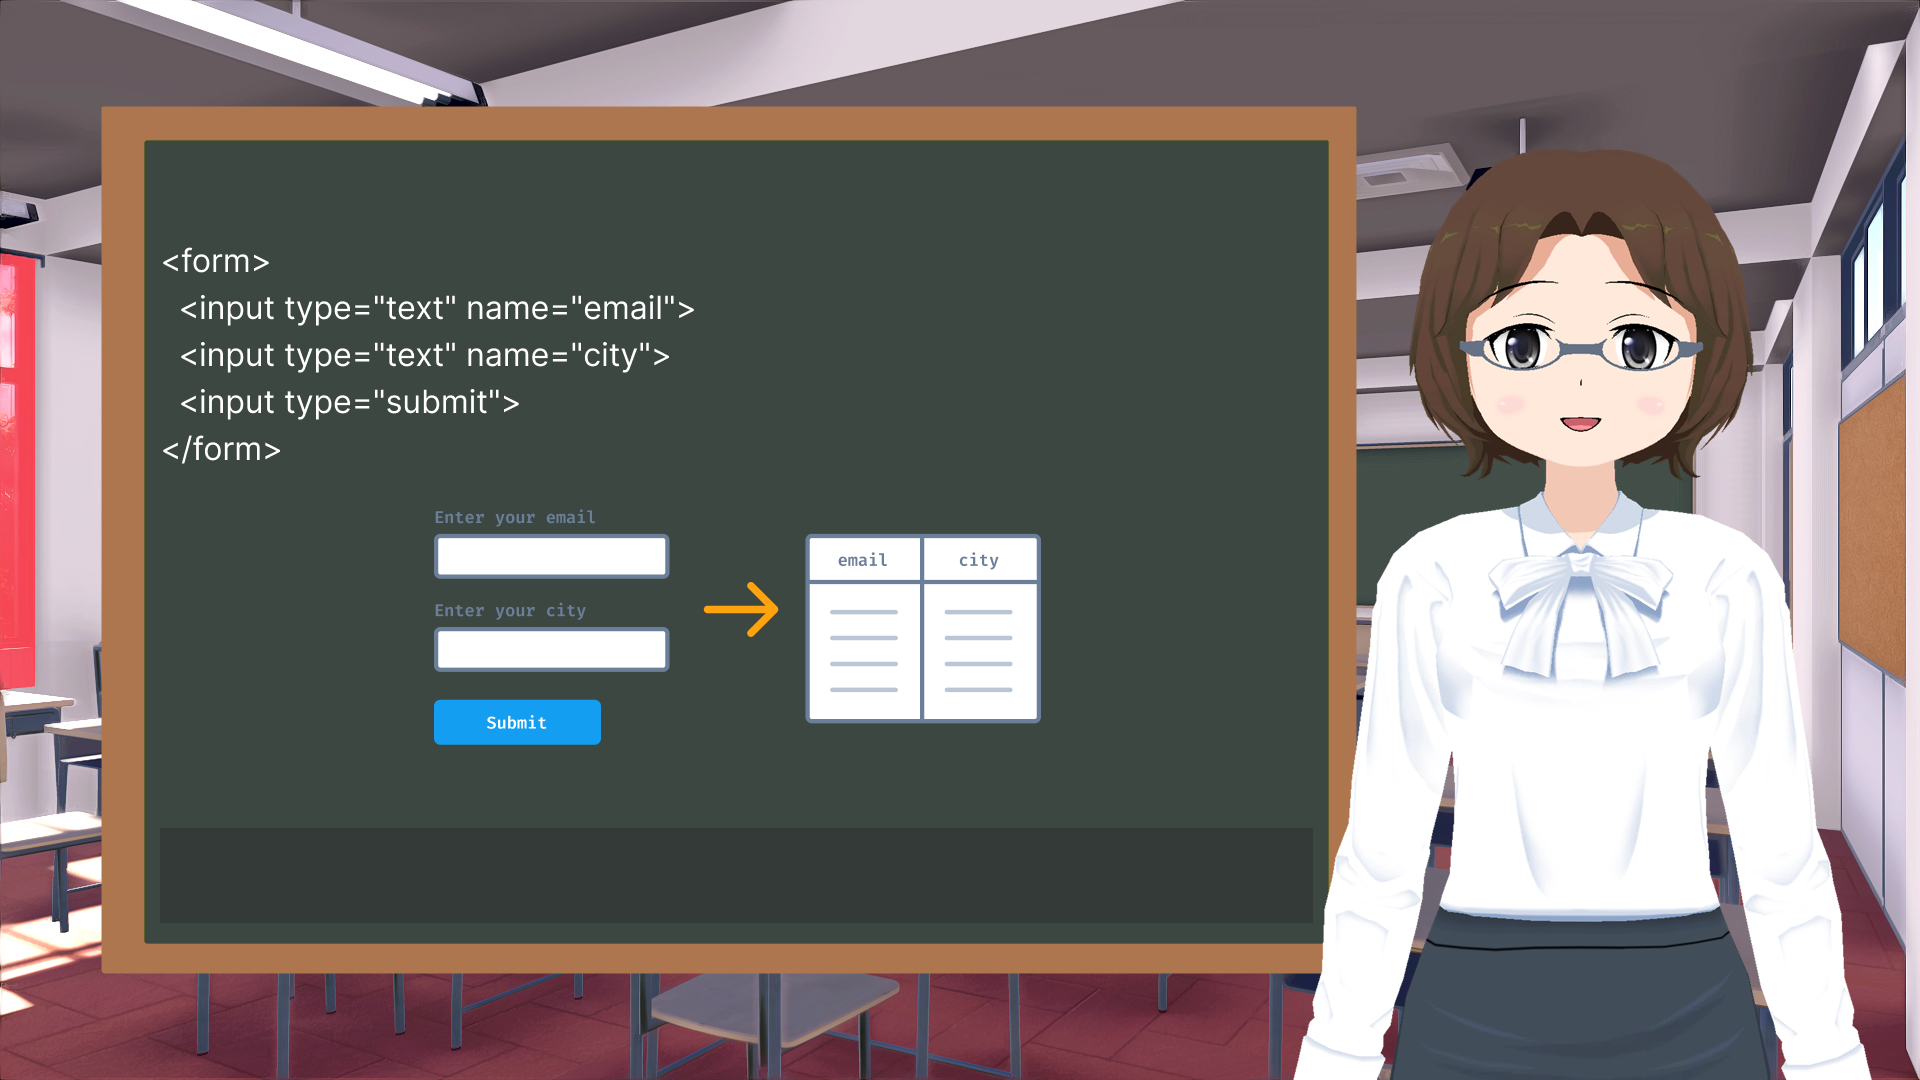 <form>
<input type="text" name="email">
<input type="text" name="city">
<input type="submit">
</form>
Enter your email
Enter your city
Submit
email city